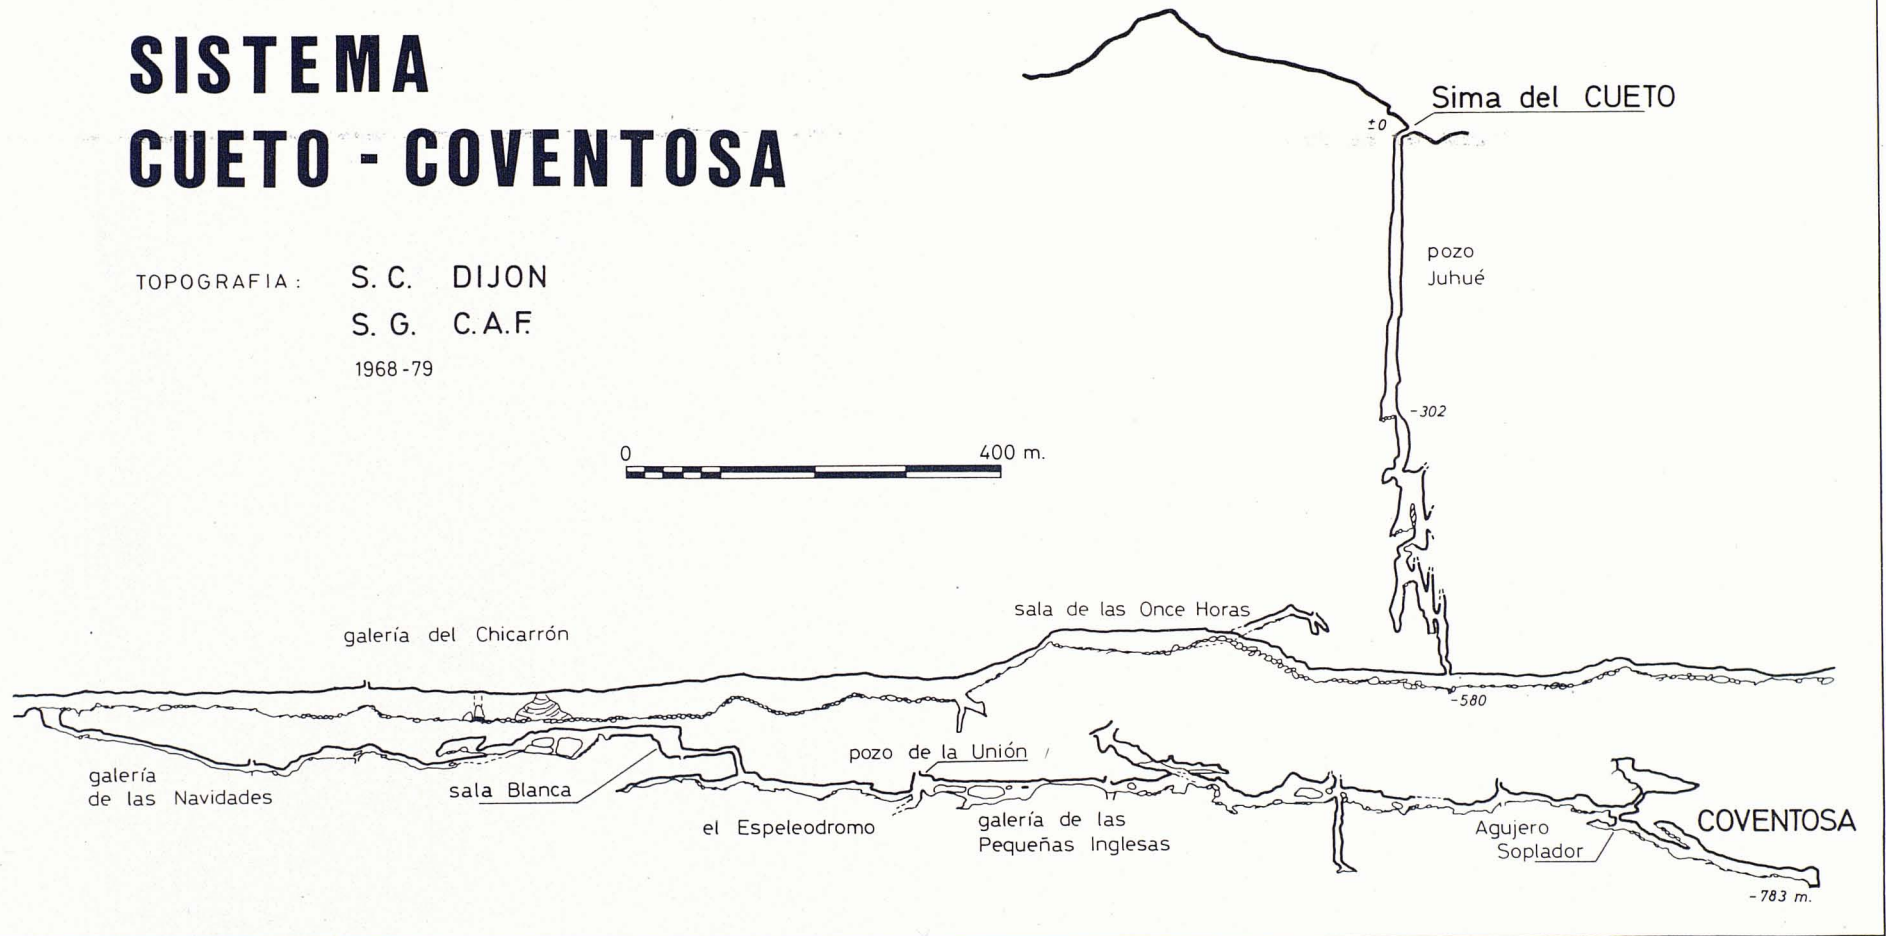 SISTEMA
CUETO - COVENTOSA
TOPOGRAFIA: S.C. DIJON
S.G. C.A.F.
1968-79
Sima del CUETO
±0
pozo
Juhué
-302
0 400 m.
sala de las Once Horas
galería del Chicarrón
-580
pozo de la Unión
galería
de las Navidades
sala Blanca
el Espeleodromo
galería de las
Pequeñas Inglesas
Agujero
Soplador
COVENTOSA
-783 m.